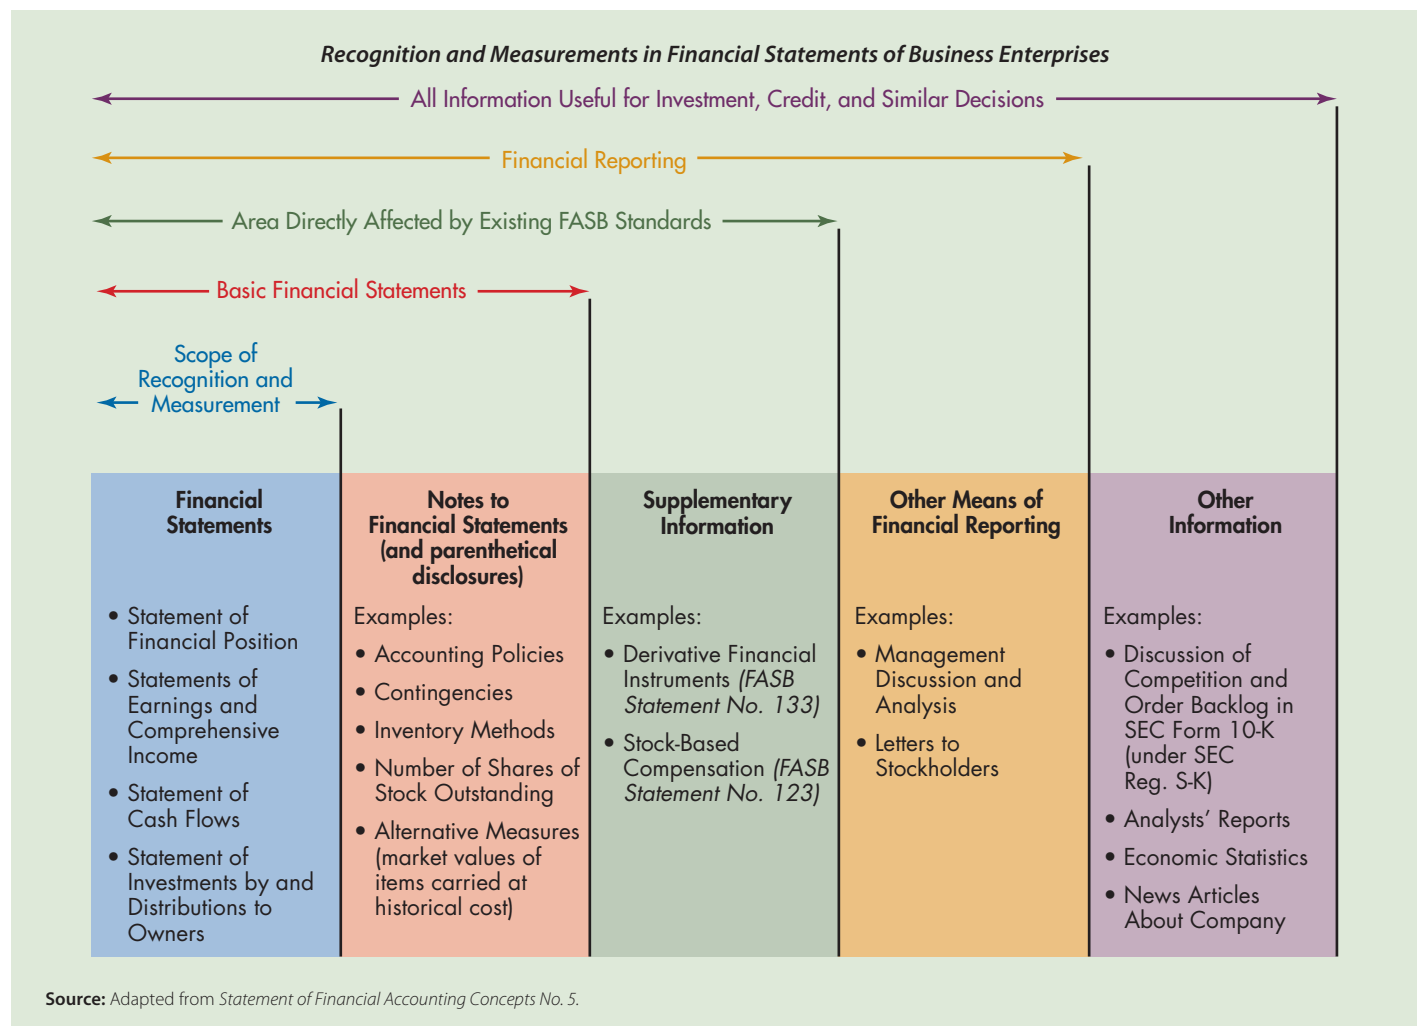 Recognition and Measurements in Financial Statements of Business Enterprises
All Information Useful for Investment, Credit, and Similar Decisions
Financial Reporting
Area Directly Affected by Existing FASB Standards
Basic Financial Statements
Scope of
Recognition and
Measurement
Financial
Statements
• Statement of
Financial Position
• Statements of
Earnings and
Comprehensive
Income
• Statement of
Cash Flows
• Statement of
Investments by and
Distributions to
Owners
Notes to
Financial Statements
(and parenthetical
disclosures)
Examples:
• Accounting Policies
• Contingencies
• Inventory Methods
• Number of Shares of
Stock Outstanding
• Alternative Measures
(market values of
items carried at
historical cost)
Supplementary
Information
Examples:
• Derivative Financial
Instruments (FASB
Statement No. 133)
• Stock-Based
Compensation (FASB
Statement No. 123)
Other Means of
Financial Reporting
Examples:
• Management
Discussion and
Analysis
• Letters to
Stockholders
Other
Information
Examples:
• Discussion of
Competition and
Order Backlog in
SEC Form 10-K
(under SEC
Reg. S-K)
• Analysts’ Reports
• Economic Statistics
• News Articles
About Company
Source: Adapted from Statement of Financial Accounting Concepts No. 5.